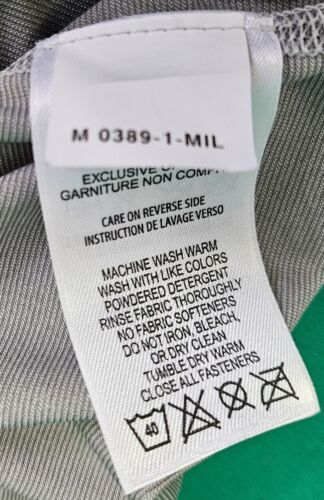 M 0389-1-MIL
EXCLUSIVE OF
GARNITURE NON COMP
CARE ON REVERSE SIDE
INSTRUCTION DE LAVAGE VERSO
MACHINE WASH WARM
WASH WITH LIKE COLORS
POWDERED DETERGENT
RINSE FABRIC THOROUGHLY
NO FABRIC SOFTENERS
DO NOT IRON, BLEACH,
OR DRY CLEAN
TUMBLE DRY WARM
CLOSE ALL FASTENERS
40